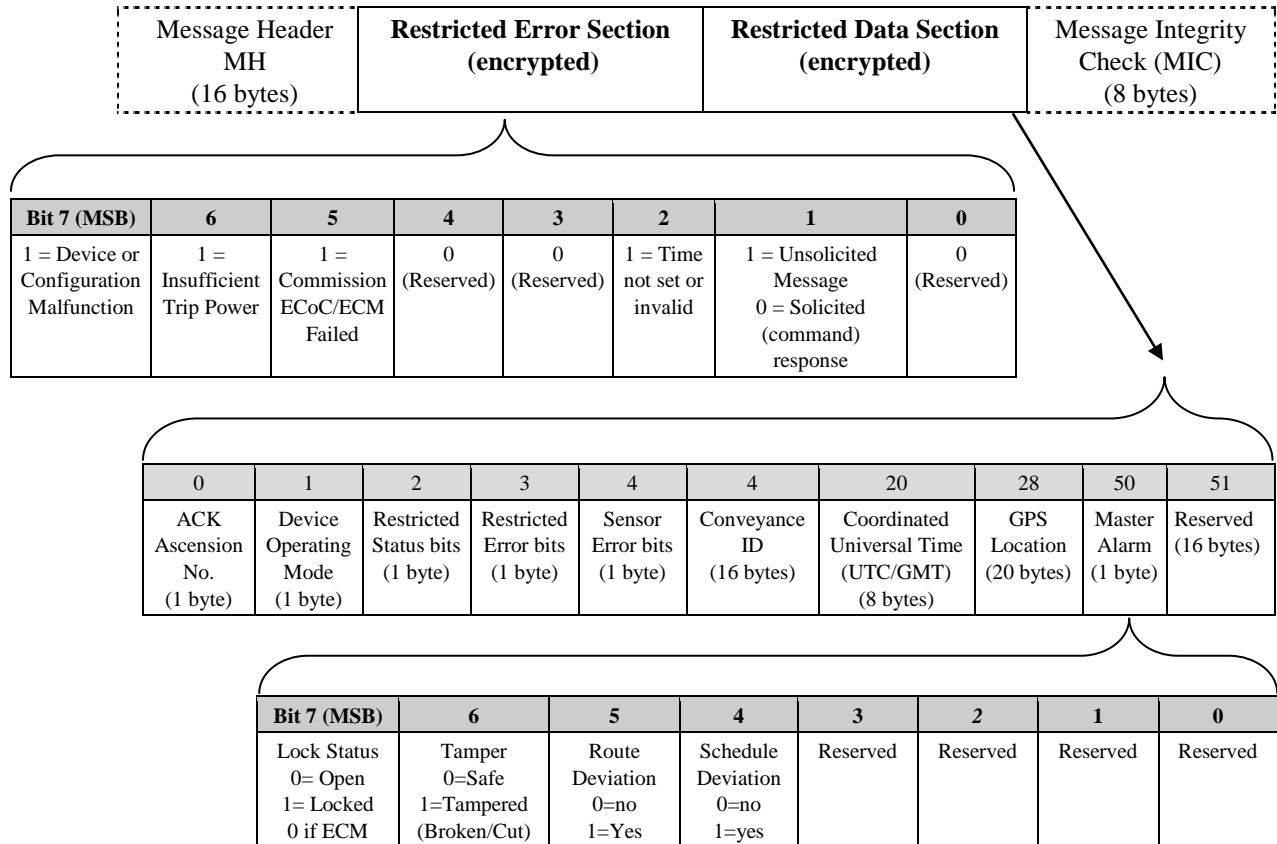 Message Header
MH
(16 bytes)
Restricted Error Section
(encrypted)
Restricted Data Section
(encrypted)
Message Integrity
Check (MIC)
(8 bytes)
Bit 7 (MSB)
6
5
4
3
2
1
0
1 = Device or
Configuration
Malfunction
1 =
Insufficient
Trip Power
1 =
Commission
ECoC/ECM
Failed
0
(Reserved)
0
(Reserved)
1 = Time
not set or
invalid
1 = Unsolicited
Message
0 = Solicited
(command)
response
0
(Reserved)
0
1
2
3
4
4
20
28
50
51
ACK
Ascension
No.
(1 byte)
Device
Operating
Mode
(1 byte)
Restricted
Status bits
(1 byte)
Restricted
Error bits
(1 byte)
Sensor
Error bits
(1 byte)
Conveyance
ID
(16 bytes)
Coordinated
Universal Time
(UTC/GMT)
(8 bytes)
GPS
Location
(20 bytes)
Master
Alarm
(1 byte)
Reserved
(16 bytes)
Bit 7 (MSB)
6
5
4
3
2
1
0
Lock Status
0= Open
1= Locked
0 if ECM
Tamper
0=Safe
1=Tampered
(Broken/Cut)
Route
Deviation
0=no
1=Yes
Schedule
Deviation
0=no
1=yes
Reserved
Reserved
Reserved
Reserved